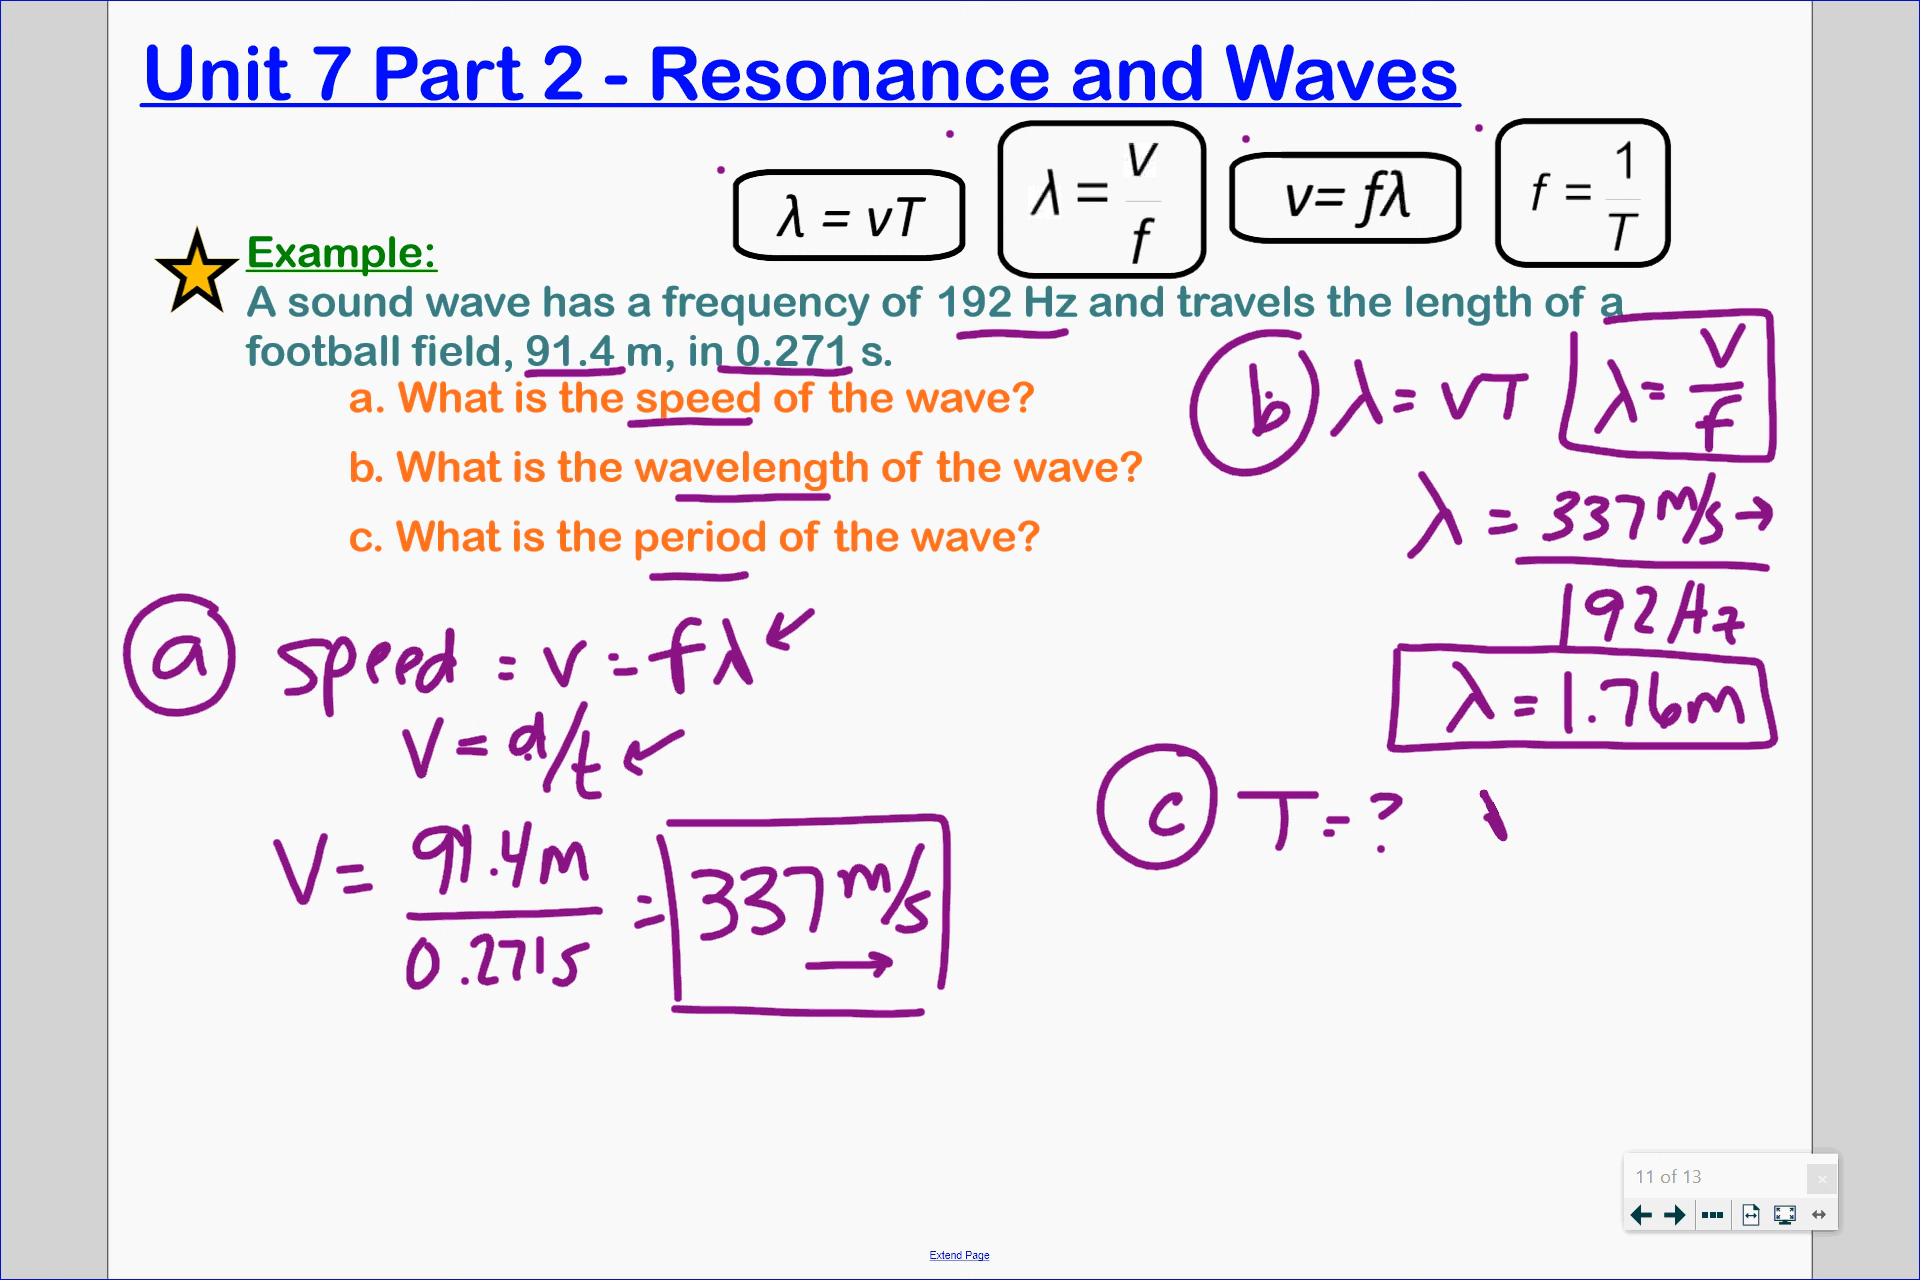 Unit 7 Part 2 - Resonance and Waves
λ = vT
λ = v/f
v= fλ
f = 1/T
Example:
A sound wave has a frequency of 192 Hz and travels the length of a
football field, 91.4 m, in 0.271 s.
a. What is the speed of the wave?
b. What is the wavelength of the wave?
c. What is the period of the wave?
a speed = v = fλ
v = d/t
V = 91.4m
0.271s
= 337 m/s
b λ = vT λ = v/f
λ = 337 m/s
192 Hz
λ = 1.76m
c T = ?
11 of 13
Extend Page